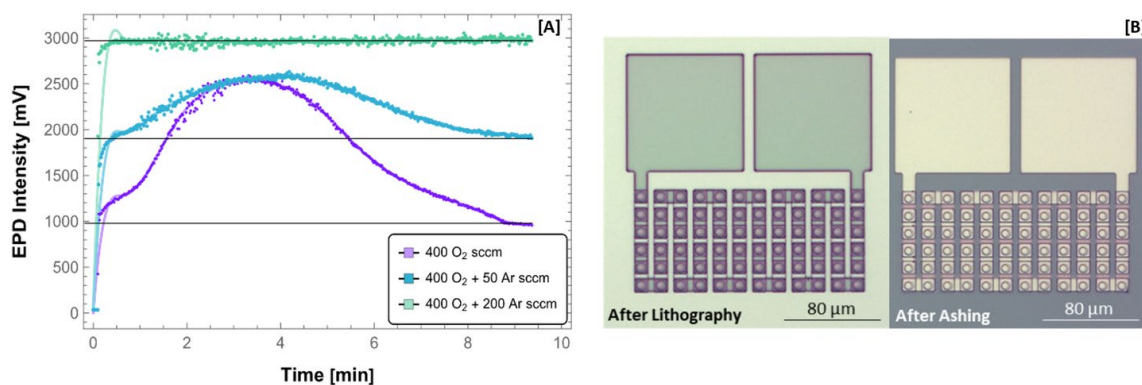 [A]
EPD Intensity [mV]
3000
2500
2000
1500
1000
500
0
0 2 4 6 8 10
Time [min]
400 O₂ sccm
400 O₂ + 50 Ar sccm
400 O₂ + 200 Ar sccm
[B]
After Lithography
80 μm
After Ashing
80 μm